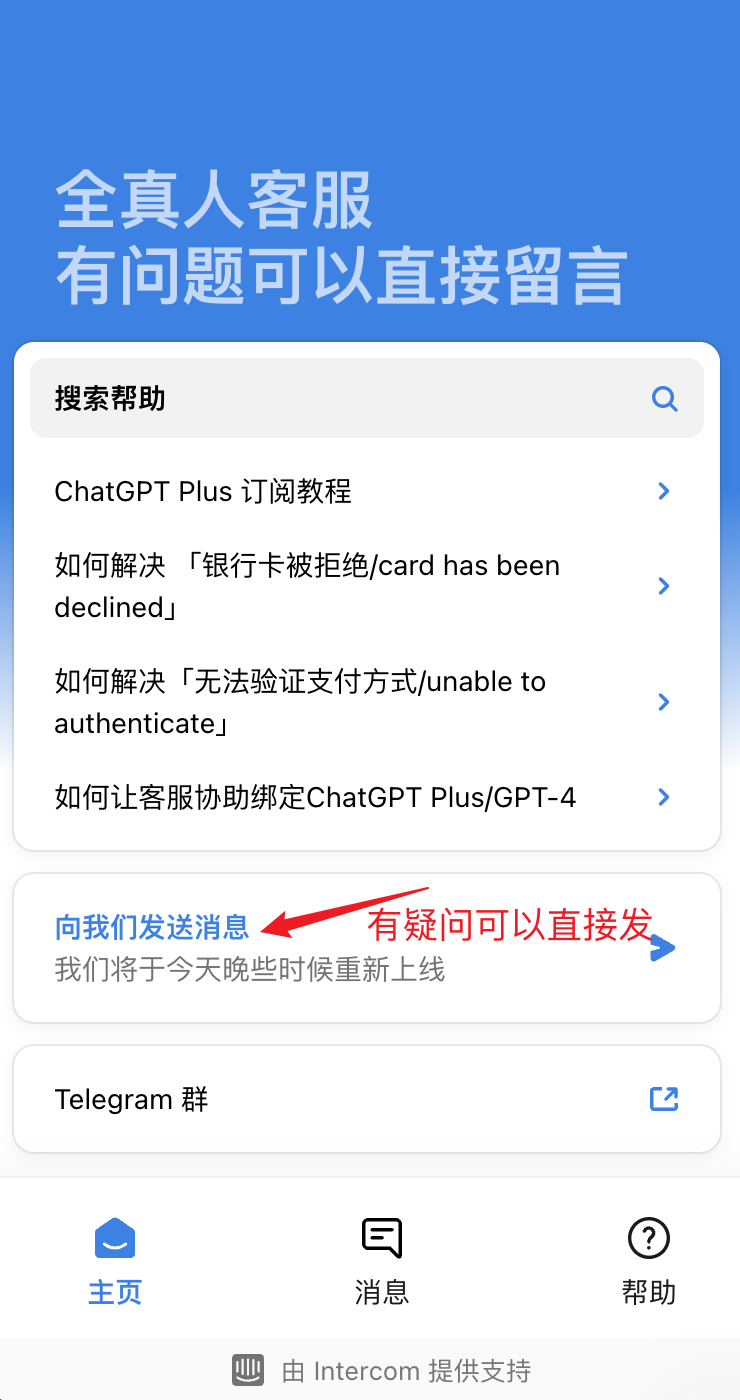 全真人客服
有问题可以直接留言
搜索帮助
ChatGPT Plus 订阅教程
如何解决 「银行卡被拒绝/card has been
declined」
如何解决「无法验证支付方式/unable to
authenticate」
如何让客服协助绑定ChatGPT Plus/GPT-4
向我们发送消息
有疑问可以直接发
我们将于今天晚些时候重新上线
Telegram 群
主页
消息
帮助
由 Intercom 提供支持